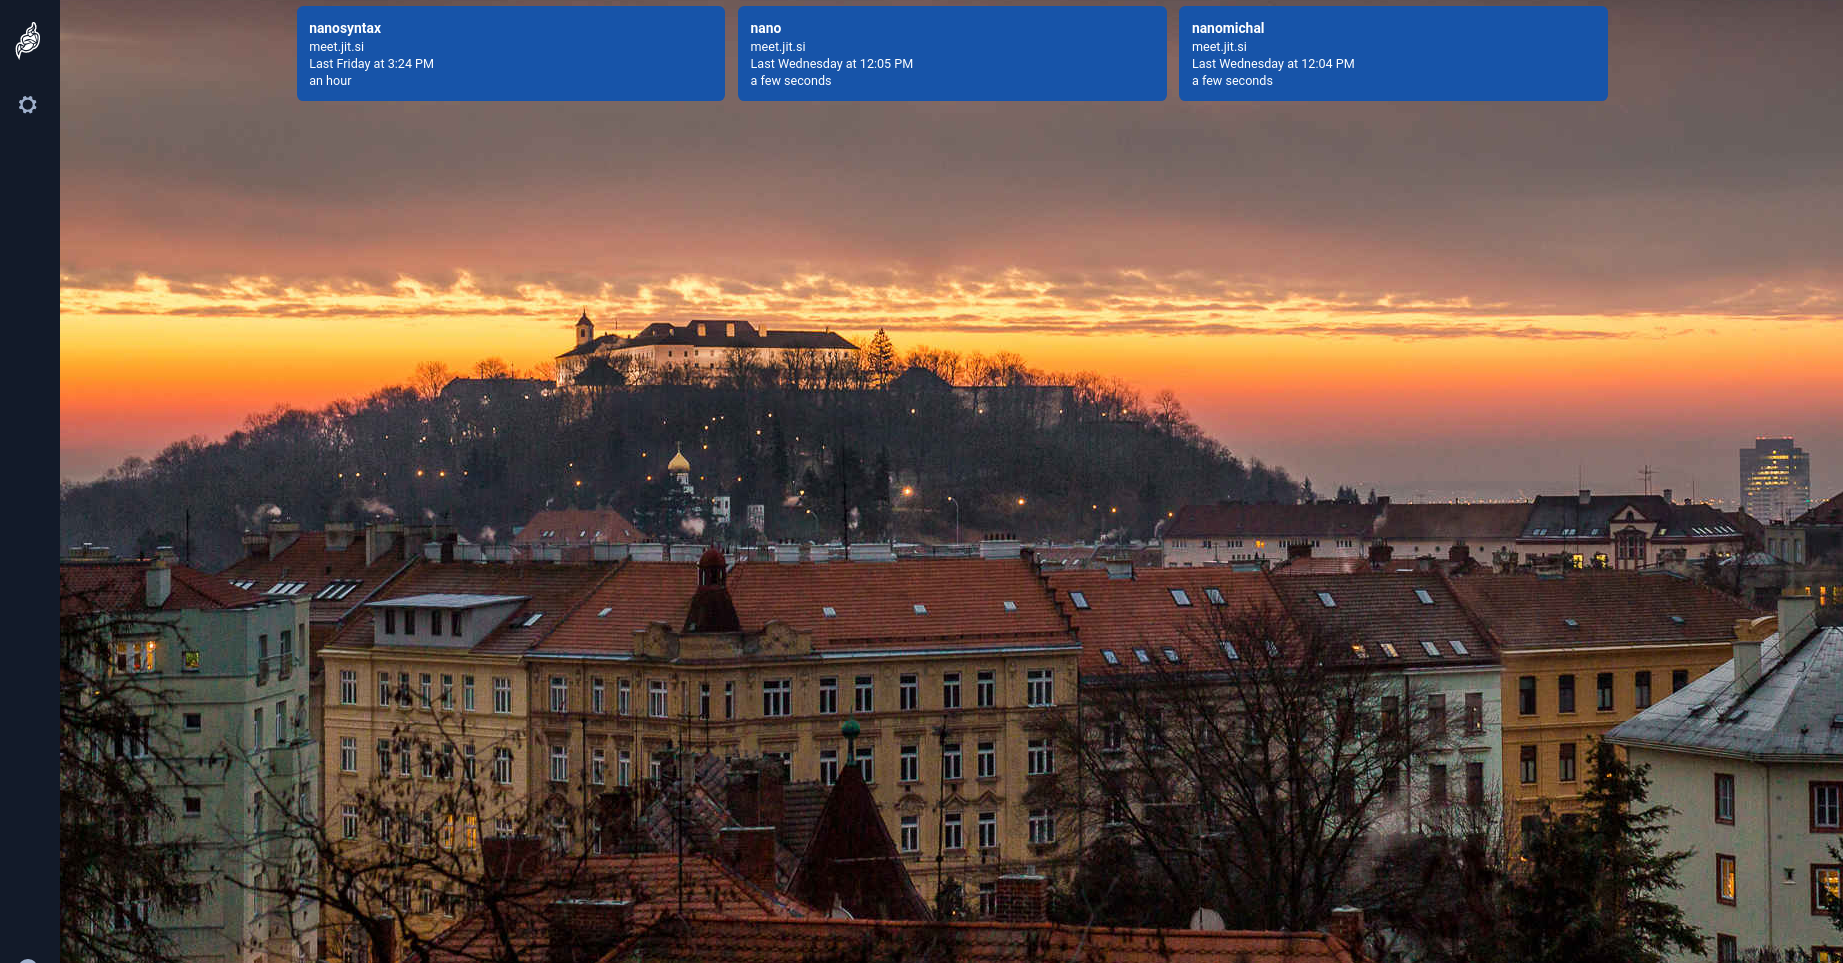 nanosyntax
meet.jit.si
Last Friday at 3:24 PM
an hour
nano
meet.jit.si
Last Wednesday at 12:05 PM
a few seconds
nanomichal
meet.jit.si
Last Wednesday at 12:04 PM
a few seconds